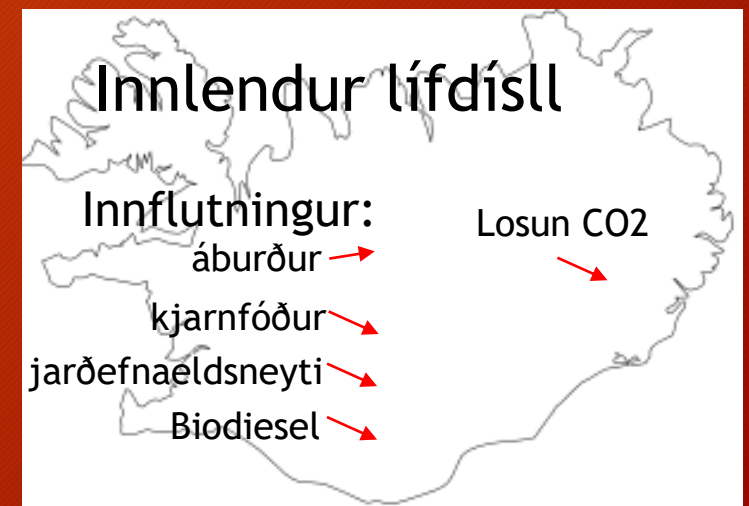 Innlendur lífdísll
Innflutningur:
Losun CO2
áburður
kjarnfóður
jarðefnaeldsneyti
Biodiesel